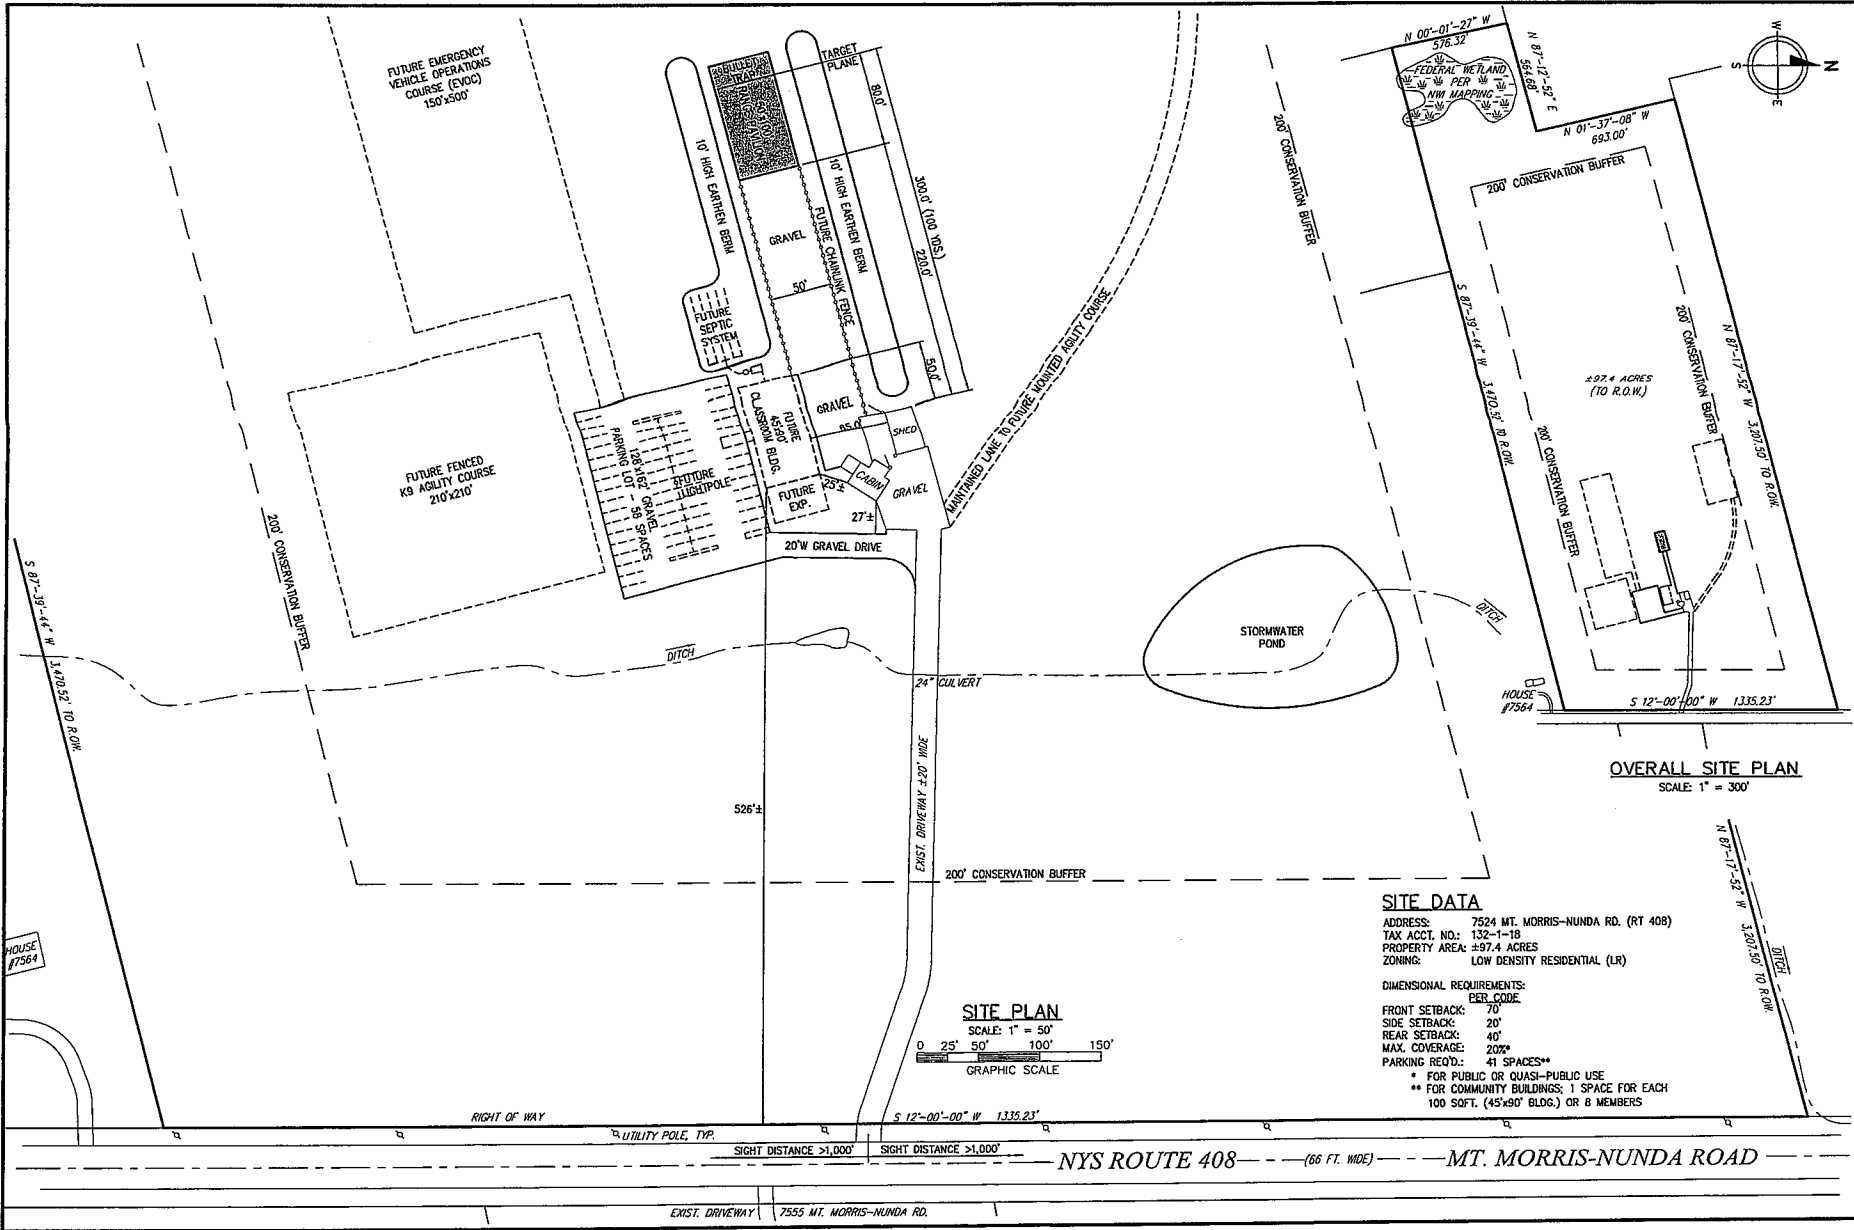 FUTURE EMERGENCY
VEHICLE OPERATIONS
COURSE (EVOC)
150'x500'
BULLET
TRAP
TARGET
PLANE
80.0'
10' HIGH EARTHEN BERM
10' HIGH EARTHEN BERM
300.0' (100 YDS.)
220.0'
GRAVEL
FUTURE CHAINLINK FENCE
50'
FUTURE
SEPTIC
SYSTEM
50.0'
GRAVEL
85.0'
FUTURE
45'x90'
CLASSROOM BLDG.
SHED
CABIN
GRAVEL
FUTURE
EXP.
25'±
27'±
FUTURE FENCED
K9 AGILITY COURSE
210'x210'
128'x162' GRAVEL
PARKING LOT - 58 SPACES
FUTURE
LIGHTPOLE
20'W GRAVEL DRIVE
MAINTAINED LANE TO FUTURE MOUNTED AGILITY COURSE
200' CONSERVATION BUFFER
200' CONSERVATION BUFFER
S 87°-39'-44" W 3,470.52' TO R.O.W.
DITCH
24" CULVERT
STORMWATER
POND
DITCH
EXIST. DRIVEWAY ±20' WIDE
526'±
200' CONSERVATION BUFFER
HOUSE
#7564
N 00°-01'-27" W
576.32'
N 87°-12'-52" E
564.68'
FEDERAL WETLAND
PER
NWI MAPPING
N 01°-37'-08" W
693.00'
W
N
S
E
200' CONSERVATION BUFFER
200' CONSERVATION BUFFER
200' CONSERVATION BUFFER
±97.4 ACRES
(TO R.O.W.)
S 87°-39'-44" W 3,470.52' TO R.O.W.
N 87°-17'-52" W 3,207.50' TO R.O.W.
HOUSE
#7564
S 12°-00'-00" W 1335.23'
OVERALL SITE PLAN
SCALE: 1" = 300'
N 87°-17'-52" W 3,207.50' TO R.O.W.
DITCH
SITE DATA
ADDRESS: 7524 MT. MORRIS-NUNDA RD. (RT 408)
TAX ACCT. NO.: 132-1-18
PROPERTY AREA: ±97.4 ACRES
ZONING: LOW DENSITY RESIDENTIAL (LR)
DIMENSIONAL REQUIREMENTS:
PER CODE
FRONT SETBACK: 70'
SIDE SETBACK: 20'
REAR SETBACK: 40'
MAX. COVERAGE: 20%*
PARKING REQ'D.: 41 SPACES**
* FOR PUBLIC OR QUASI-PUBLIC USE
** FOR COMMUNITY BUILDINGS; 1 SPACE FOR EACH
100 SQFT. (45'x90' BLDG.) OR 8 MEMBERS
SITE PLAN
SCALE: 1" = 50'
0 25' 50' 100' 150'
GRAPHIC SCALE
RIGHT OF WAY
S 12°-00'-00" W 1335.23'
UTILITY POLE, TYP.
SIGHT DISTANCE >1,000'
SIGHT DISTANCE >1,000'
NYS ROUTE 408
(66 FT. WIDE)
MT. MORRIS-NUNDA ROAD
EXIST. DRIVEWAY
7555 MT. MORRIS-NUNDA RD.